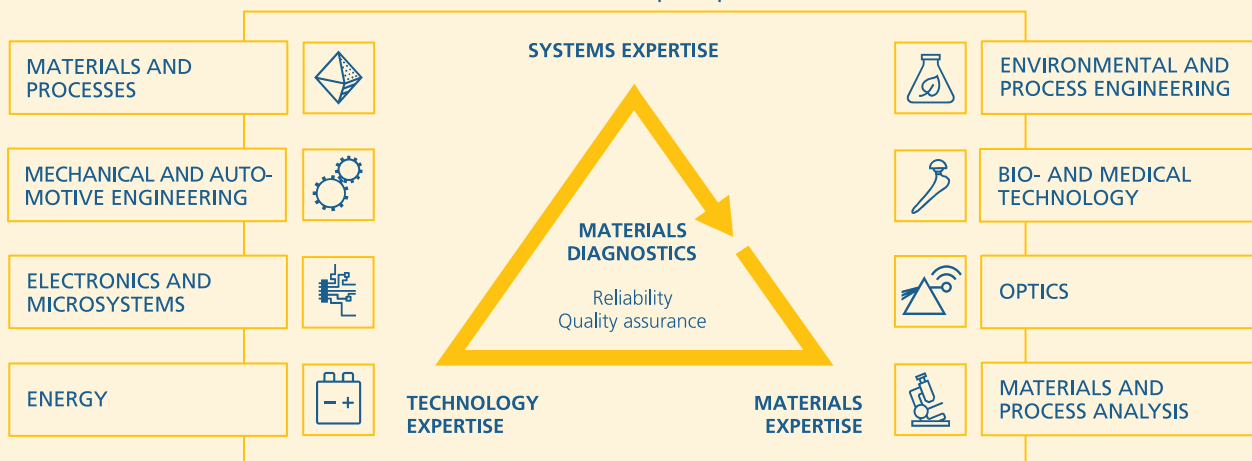 MATERIALS AND
PROCESSES
MECHANICAL AND AUTO-
MOTIVE ENGINEERING
ELECTRONICS AND
MICROSYSTEMS
ENERGY
SYSTEMS EXPERTISE
MATERIALS
DIAGNOSTICS
Reliability
Quality assurance
TECHNOLOGY
EXPERTISE
MATERIALS
EXPERTISE
ENVIRONMENTAL AND
PROCESS ENGINEERING
BIO- AND MEDICAL
TECHNOLOGY
OPTICS
MATERIALS AND
PROCESS ANALYSIS